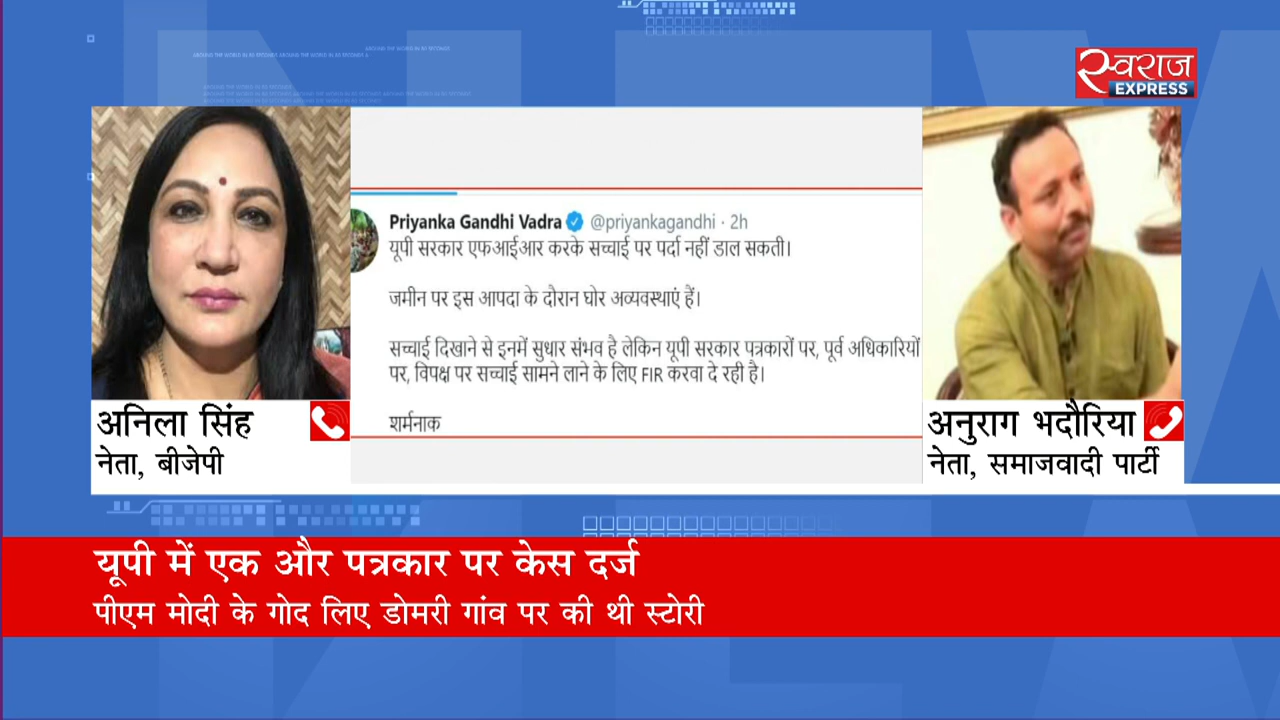 स्वराज
EXPRESS
Priyanka Gandhi Vadra @priyankagandhi · 2h
यूपी सरकार एफआईआर करके सच्चाई पर पर्दा नहीं डाल सकती।
जमीन पर इस आपदा के दौरान घोर अव्यवस्थाएं हैं।
सच्चाई दिखाने से इनमें सुधार संभव है लेकिन यूपी सरकार पत्रकारों पर, पूर्व अधिकारियों
पर, विपक्ष पर सच्चाई सामने लाने के लिए FIR करवा दे रही है।
शर्मनाक
अनिला सिंह
नेता, बीजेपी
अनुराग भदौरिया
नेता, समाजवादी पार्टी
यूपी में एक और पत्रकार पर केस दर्ज
पीएम मोदी के गोद लिए डोमरी गांव पर की थी स्टोरी